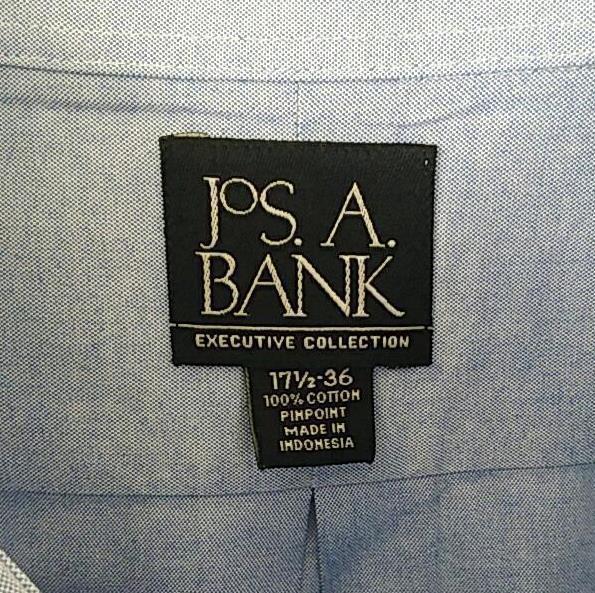 JoS. A.
BANK
EXECUTIVE COLLECTION
17½-36
100% COTTON
PINPOINT
MADE IN
INDONESIA